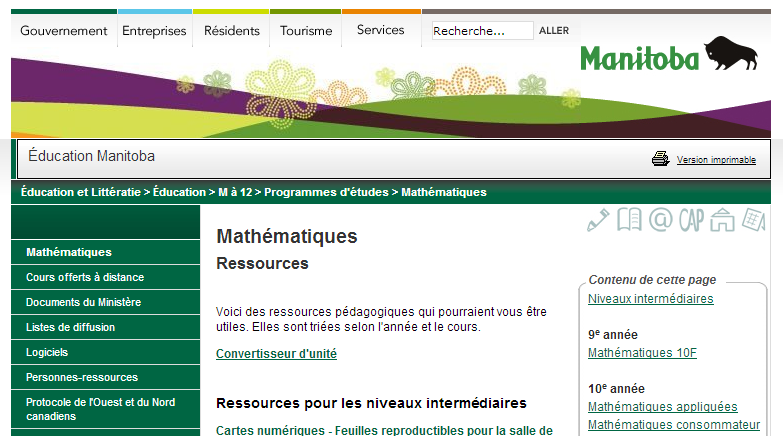 Gouvernement Entreprises Résidents Tourisme Services Recherche... ALLER
Manitoba
Éducation Manitoba
Version imprimable
Éducation et Littératie > Éducation > M à 12 > Programmes d'études > Mathématiques
Mathématiques
Cours offerts à distance
Documents du Ministère
Listes de diffusion
Logiciels
Personnes-ressources
Protocole de l'Ouest et du Nord
canadiens
Mathématiques
Ressources
Voici des ressources pédagogiques qui pourraient vous être
utiles. Elles sont triées selon l'année et le cours.
Convertisseur d'unité
Ressources pour les niveaux intermédiaires
Cartes numériques - Feuilles reproductibles pour la salle de
@ CAP
Contenu de cette page
Niveaux intermédiaires
9e année
Mathématiques 10F
10e année
Mathématiques appliquées
Mathématiques consommateur